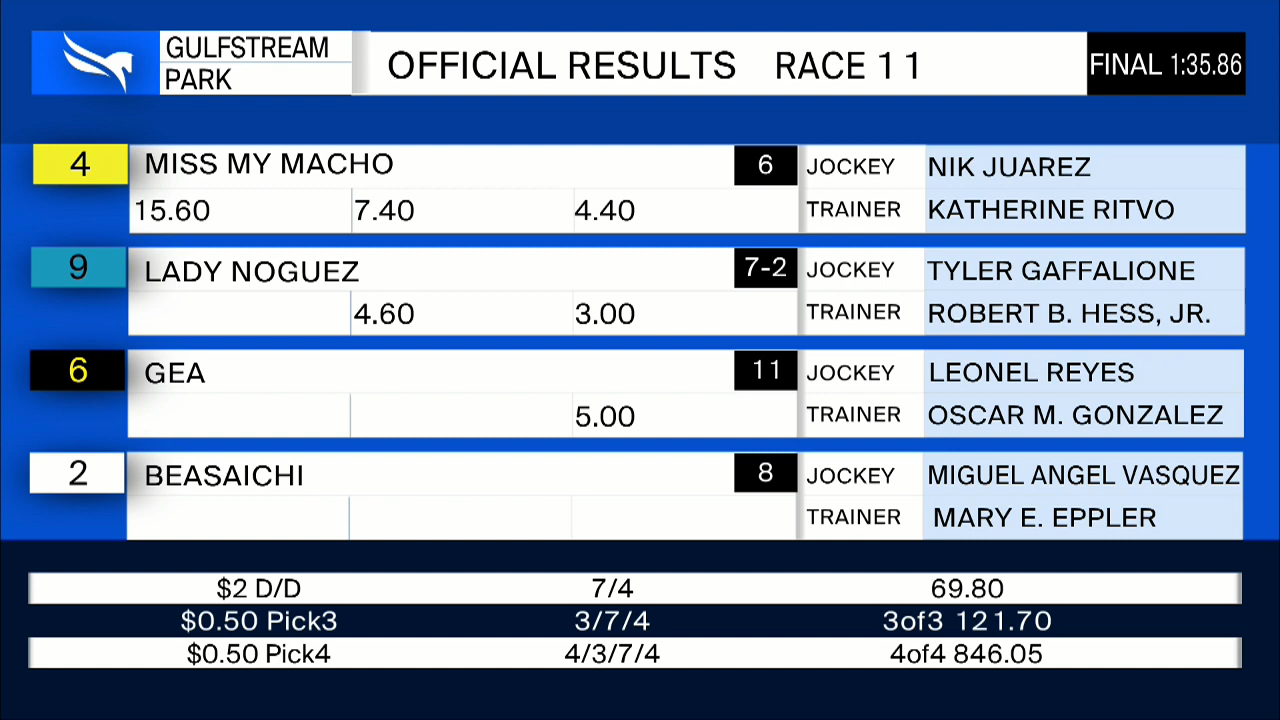 GULFSTREAM
PARK
OFFICIAL RESULTS RACE 11
FINAL 1:35.86
4 MISS MY MACHO 6 JOCKEY NIK JUAREZ
15.60 7.40 4.40 TRAINER KATHERINE RITVO
9 LADY NOGUEZ 7-2 JOCKEY TYLER GAFFALIONE
4.60 3.00 TRAINER ROBERT B. HESS, JR.
6 GEA 11 JOCKEY LEONEL REYES
5.00 TRAINER OSCAR M. GONZALEZ
2 BEASAICHI 8 JOCKEY MIGUEL ANGEL VASQUEZ
TRAINER MARY E. EPPLER
$2 D/D 7/4 69.80
$0.50 Pick3 3/7/4 3of3 121.70
$0.50 Pick4 4/3/7/4 4of4 846.05